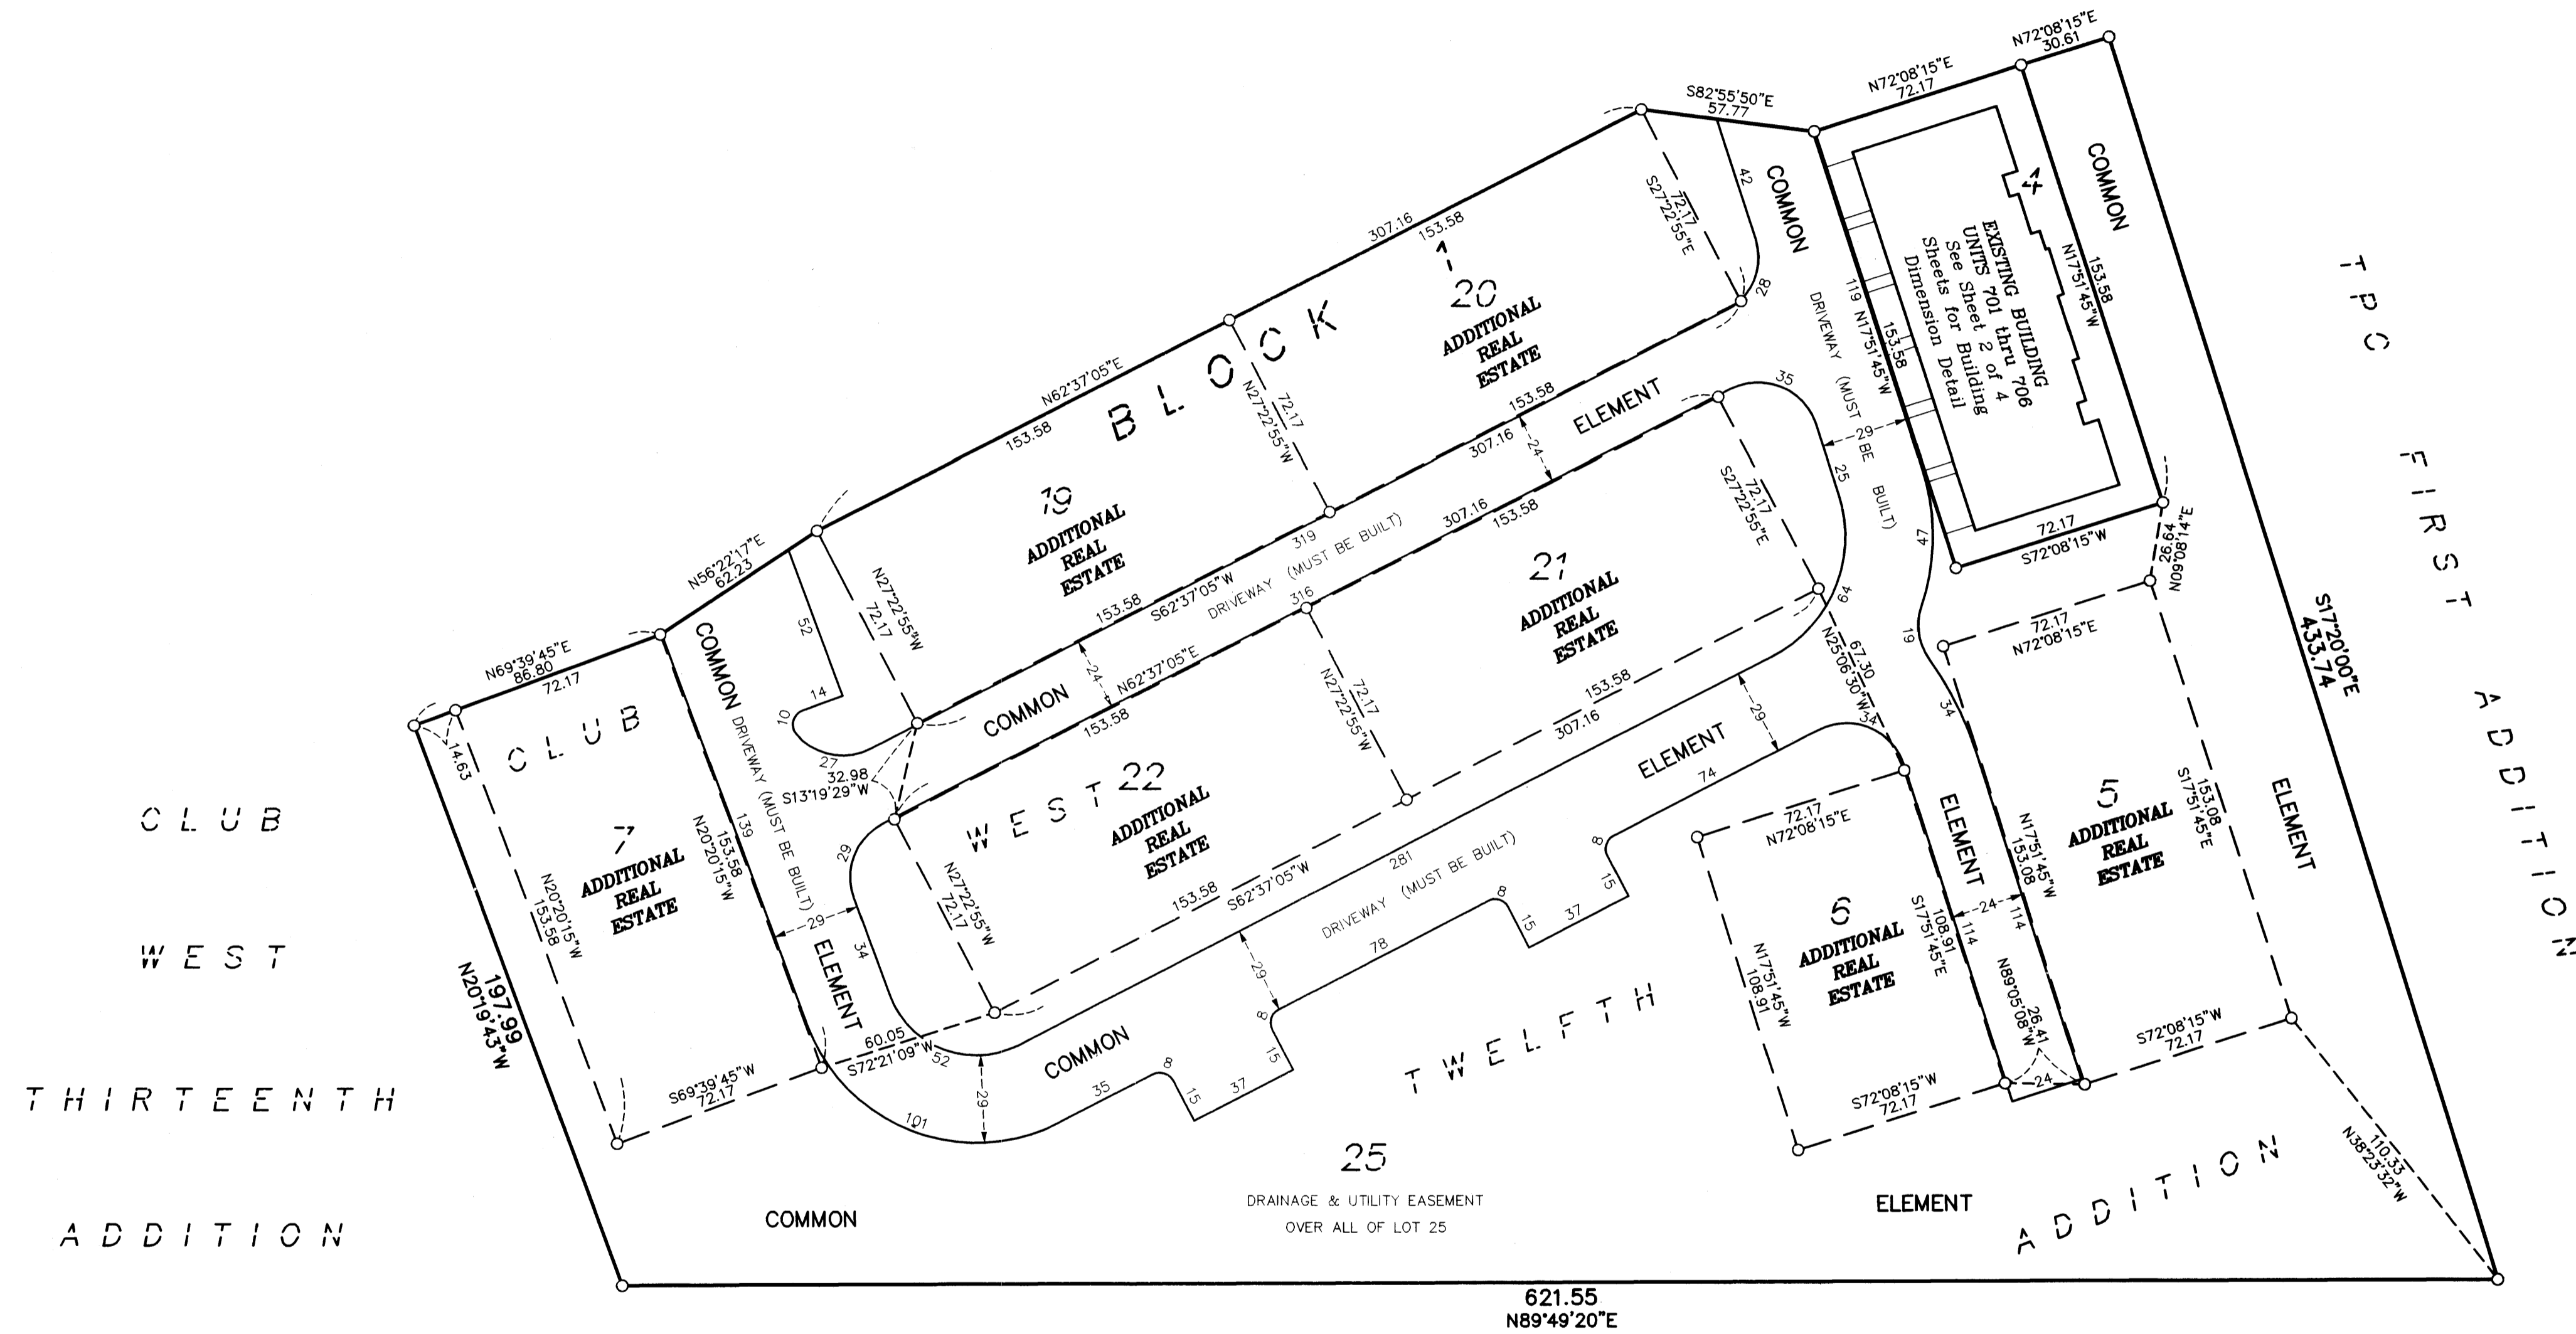 N72°08'15"E
30.61
N72°08'15"E
72.17
S82°55'50"E
57.77
COMMON
42
COMMON
72.17
S27°22'55"E
28
307.16
153.58
1
20
ADDITIONAL
REAL
ESTATE
4
EXISTING BUILDING
UNITS 701 thru 706
See Sheet 2 of 4
Sheets for Building
Dimension Detail
153.58
N17°51'45"W
119
N17°51'45"W
153.58
DRIVEWAY (MUST BE BUILT)
TPC FIRST ADDITION
N62°37'05"E
153.58
BLOCK
72.17
N27°22'55"W
153.58
307.16
24
ELEMENT
35
29
25
47
72.17
S72°08'15"W
26.64
N09°08'14"E
S17°20'00"E
433.74
N56°22'17"E
62.23
19
ADDITIONAL
REAL
ESTATE
319
153.58
S62°37'05"W
DRIVEWAY (MUST BE BUILT)
316
307.16
153.58
72.17
S27°22'55"E
21
ADDITIONAL
REAL
ESTATE
64
67.30
N25°06'30"W
19
72.17
N72°08'15"E
34
N69°39'45"E
86.80
72.17
14.63
CLUB
COMMON
52
14
10
27
N27°22'55"W
72.17
32.98
S13°19'29"W
COMMON
24
N62°37'05"E
153.58
72.17
N27°22'55"W
153.58
307.16
ELEMENT
29
34
74
CLUB
WEST
THIRTEENTH
ADDITION
7
ADDITIONAL
REAL
ESTATE
N20°20'15"W
153.58
197.99
N20°19'43"W
DRIVEWAY (MUST BE BUILT)
139
153.58
N20°20'15"W
29
29
34
ELEMENT
WEST
22
ADDITIONAL
REAL
ESTATE
N27°22'55"W
72.17
153.58
S62°37'05"W
281
DRIVEWAY (MUST BE BUILT)
29
78
8
15
37
15
8
72.17
N72°08'15"E
N17°51'45"W
108.91
6
ADDITIONAL
REAL
ESTATE
108.91
S17°51'45"E
114
ELEMENT
24
114
N17°51'45"W
153.08
5
ADDITIONAL
REAL
ESTATE
153.08
S17°51'45"E
ELEMENT
26.41
N89°05'08"W
24
S72°08'15"W
72.17
S72°08'15"W
72.17
60.05
S72°21'09"W
52
S69°39'45"W
72.17
101
29
COMMON
35
8
15
37
15
8
TWELFTH
25
DRAINAGE & UTILITY EASEMENT
OVER ALL OF LOT 25
COMMON
ELEMENT
ADDITION
110.33
N38°23'32"W
621.55
N89°49'20"E